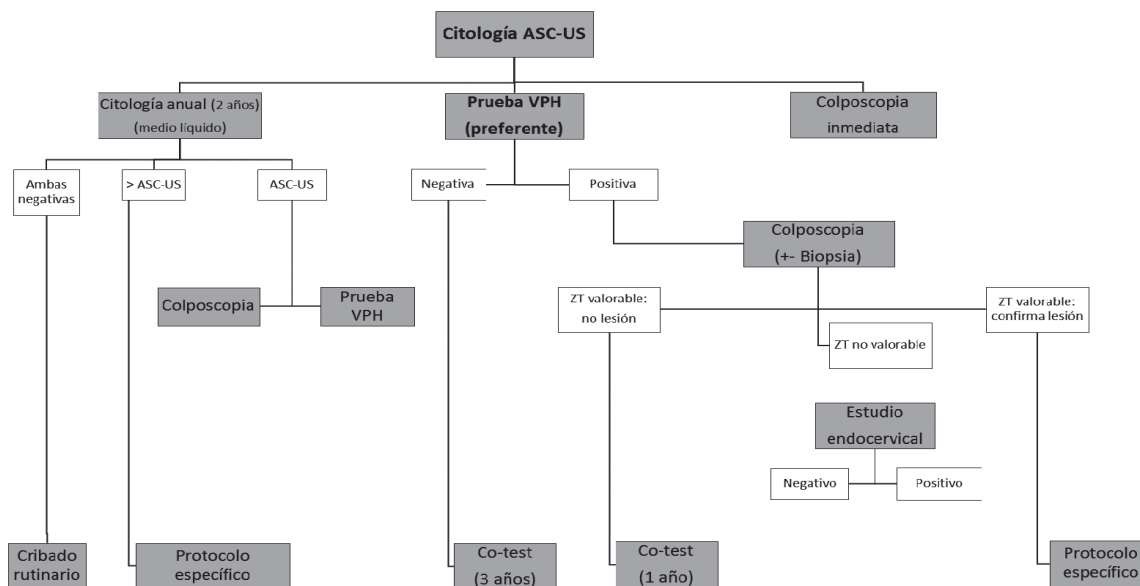 Citología ASC-US
Citología anual (2 años)
(medio líquido)
Prueba VPH
(preferente)
Colposcopia
inmediata
Ambas
negativas
> ASC-US
ASC-US
Negativa
Positiva
Colposcopia
(+- Biopsia)
Colposcopia
Prueba
VPH
ZT valorable:
no lesión
ZT no valorable
ZT valorable:
confirma lesión
Estudio
endocervical
Negativo
Positivo
Cribado
rutinario
Protocolo
específico
Co-test
(3 años)
Co-test
(1 año)
Protocolo
específico